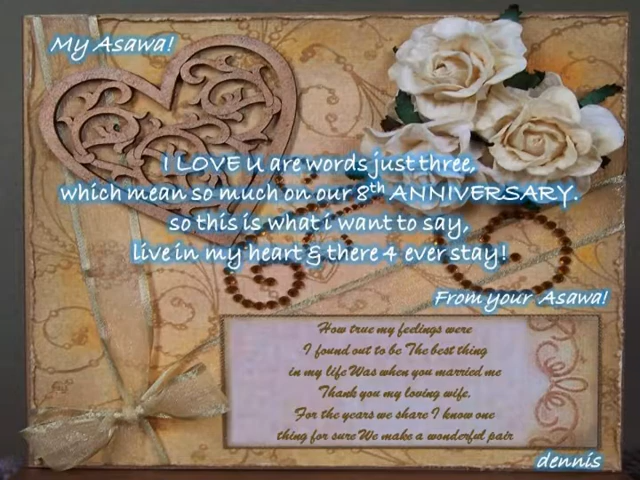 My Asawa!
I LOVE U are words just three,
which mean so much on our 8th ANNIVERSARY.
so this is what i want to say,
live in my heart & there 4 ever stay!
From your Asawa!
How true my feelings were
I found out to be The best thing
in my life Was when you married me
Thank you my loving wife.
For the years we share I know one
thing for sure We make a wonderful pair
dennis